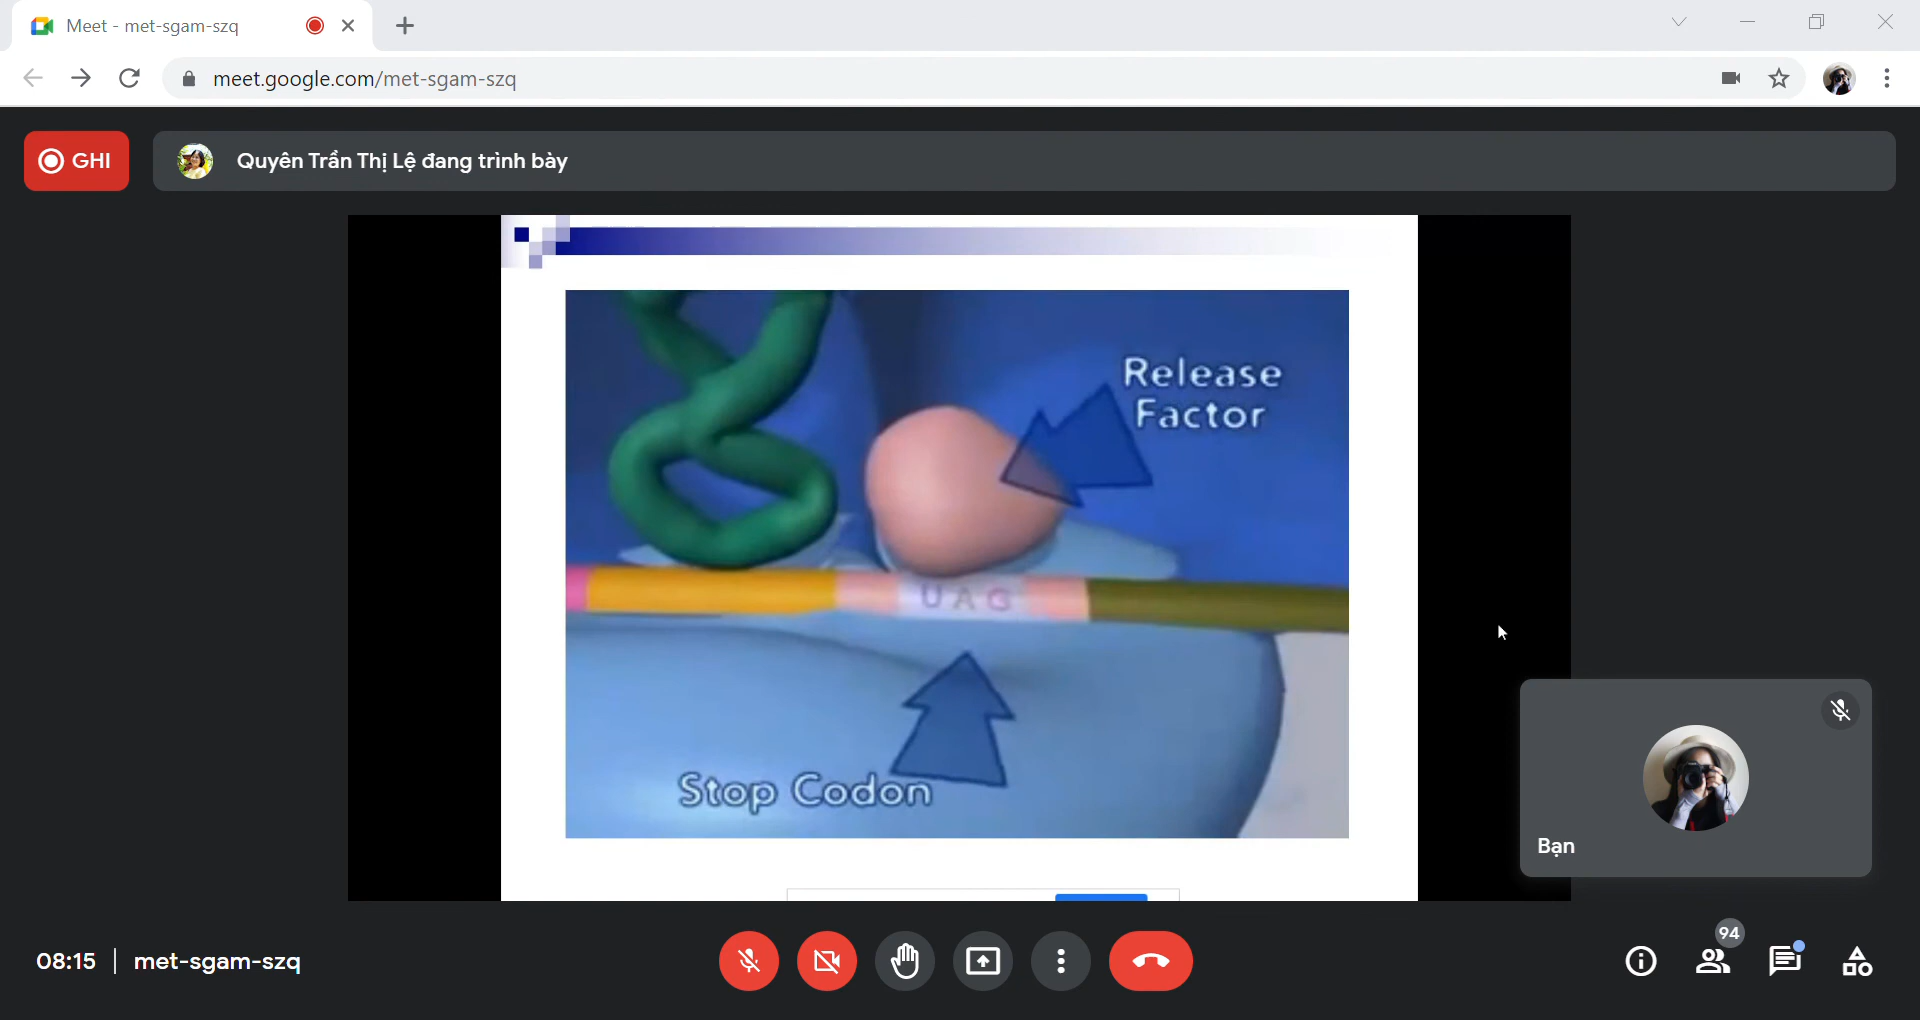 Meet - met-sgam-szq
meet.google.com/met-sgam-szq
GHI
Quyên Trần Thị Lệ đang trình bày
Release
Factor
UAG
Stop Codon
Bạn
08:15 | met-sgam-szq
94